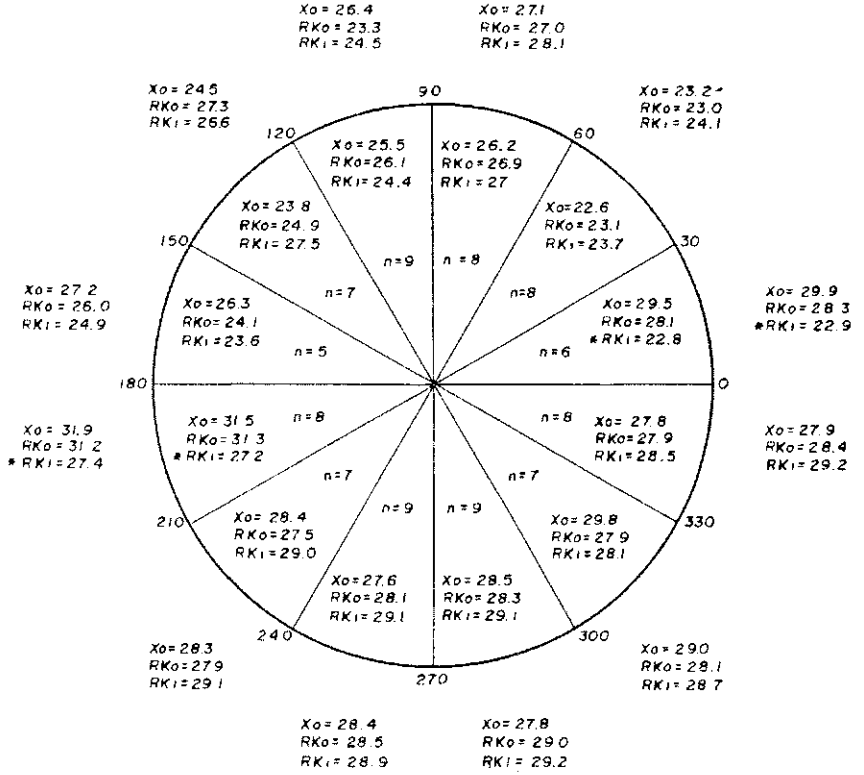 Xo = 26.4
RKo = 23.3
RK1 = 24.5
Xo = 27.1
RKo = 27.0
RK1 = 28.1
Xo = 24.5
RKo = 27.3
RK1 = 26.6
Xo = 23.2
RKo = 23.0
RK1 = 24.1
90
120
60
Xo = 25.5
RKo = 26.1
RK1 = 24.4
Xo = 26.2
RKo = 26.9
RK1 = 27
Xo = 23.8
RKo = 24.9
RK1 = 27.5
Xo = 22.6
RKo = 23.1
RK1 = 23.7
150
30
n=9
n=8
n=7
n=8
Xo = 27.2
RKo = 26.0
RK1 = 24.9
Xo = 26.3
RKo = 24.1
RK1 = 23.6
n=5
n=6
Xo = 29.5
RKo = 28.1
*RK1 = 22.8
Xo = 29.9
RKo = 28.3
*RK1 = 22.9
180
0
Xo = 31.9
RKo = 31.2
*RK1 = 27.4
Xo = 31.5
RKo = 31.3
*RK1 = 27.2
n=8
n=8
Xo = 27.8
RKo = 27.9
RK1 = 28.5
Xo = 27.9
RKo = 28.4
RK1 = 29.2
n=7
n=9
n=9
n=7
210
330
Xo = 28.4
RKo = 27.5
RK1 = 29.0
Xo = 29.8
RKo = 27.9
RK1 = 28.1
Xo = 27.6
RKo = 28.1
RK1 = 29.1
Xo = 28.5
RKo = 28.3
RK1 = 29.1
240
300
270
Xo = 28.3
RKo = 27.9
RK1 = 29.1
Xo = 29.0
RKo = 28.1
RK1 = 28.7
Xo = 28.4
RKo = 28.5
RK1 = 28.9
Xo = 27.8
RKo = 29.0
RK1 = 29.2